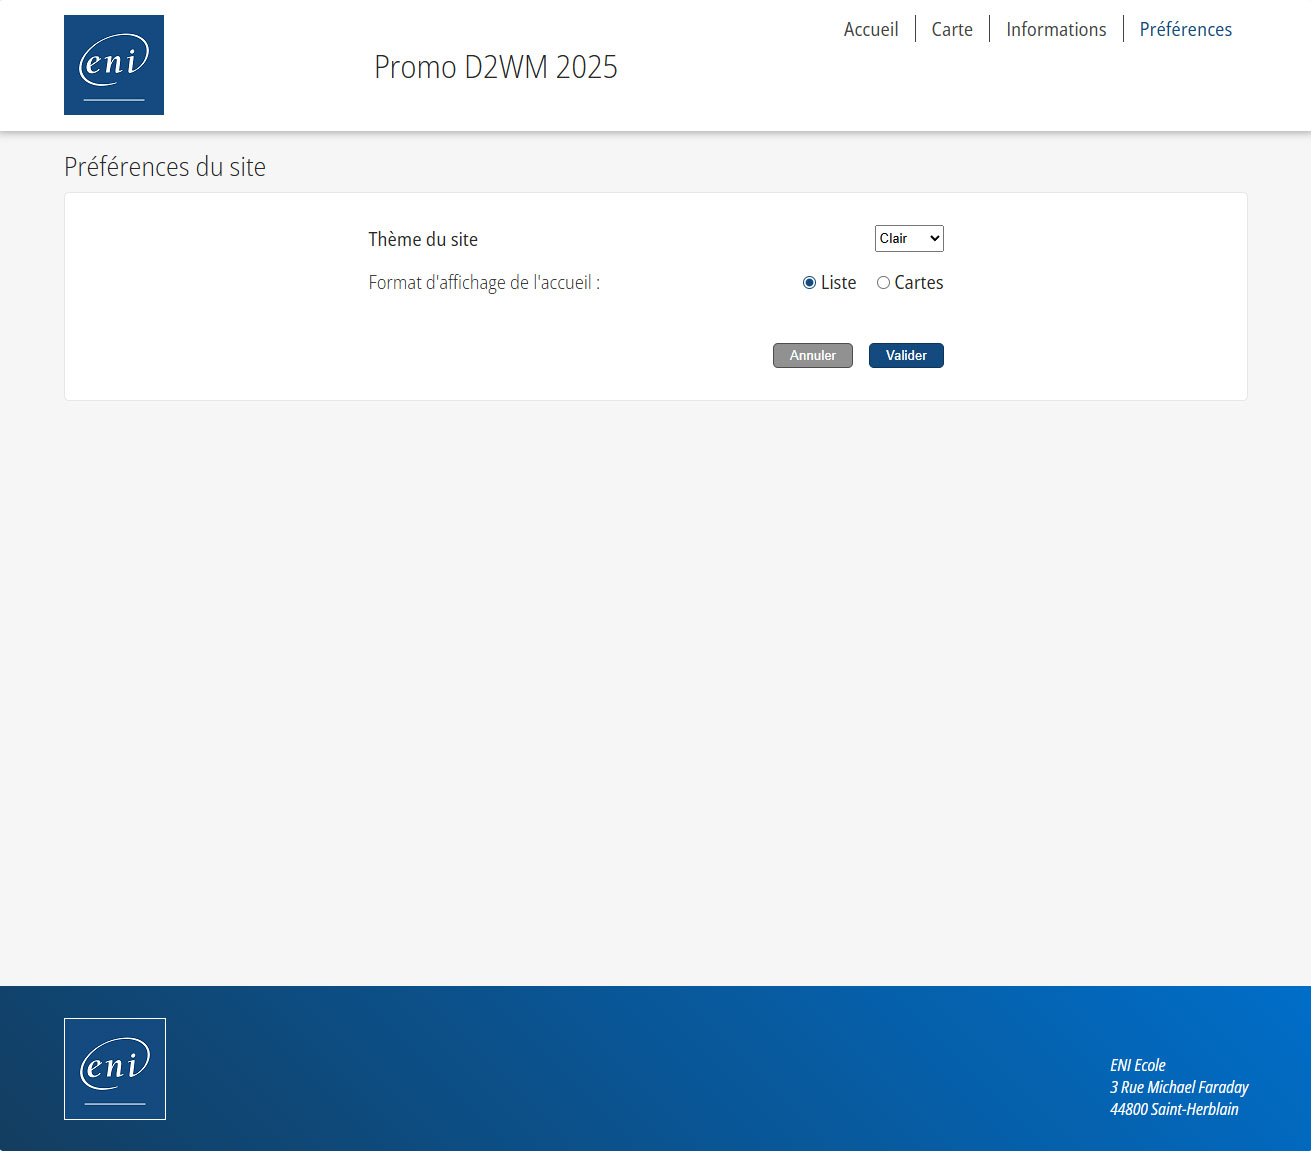 eni
Accueil
Carte
Informations
Préférences
Promo D2WM 2025
Préférences du site
Thème du site
Clair
Format d'affichage de l'accueil :
Liste
Cartes
Annuler
Valider
eni
ENI Ecole
3 Rue Michael Faraday
44800 Saint-Herblain